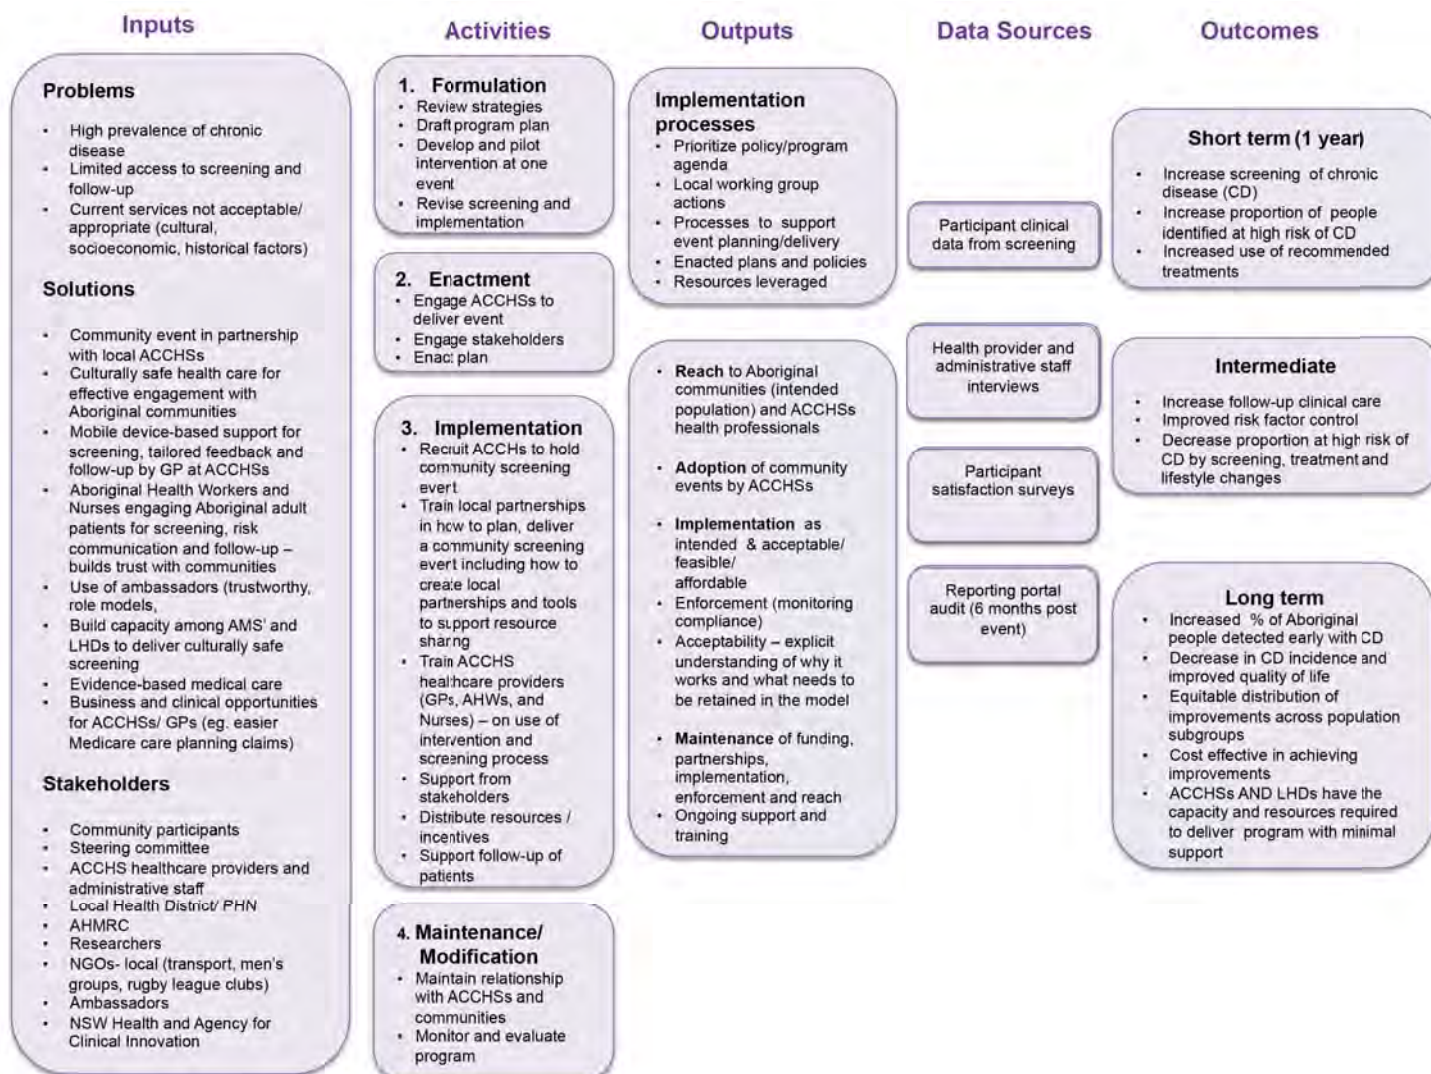 Inputs
Problems
• High prevalence of chronic
disease
• Limited access to screening and
follow-up
• Current services not acceptable/
appropriate (cultural,
socioeconomic, historical factors)
Solutions
• Community event in partnership
with local ACCHSs
• Culturally safe health care for
effective engagement with
Aboriginal communities
• Mobile device-based support for
screening, tailored feedback and
follow-up by GP at ACCHSs
• Aboriginal Health Workers and
Nurses engaging Aboriginal adult
patients for screening, risk
communication and follow-up –
builds trust with communities
• Use of ambassadors (trustworthy,
role models,
• Build capacity among AMS' and
LHDs to deliver culturally safe
screening
• Evidence-based medical care
• Business and clinical opportunities
for ACCHSs/ GPs (eg. easier
Medicare care planning claims)
Stakeholders
• Community participants
• Steering committee
• ACCHS healthcare providers and
administrative staff
• Local Health District/ PHN
• AHMRC
• Researchers
• NGOs- local (transport, men's
groups, rugby league clubs)
• Ambassadors
• NSW Health and Agency for
Clinical Innovation
Activities
1. Formulation
• Review strategies
• Draft program plan
• Develop and pilot
intervention at one
event
• Revise screening and
implementation
2. Enactment
• Engage ACCHSs to
deliver event
• Engage stakeholders
• Enact plan
3. Implementation
• Recruit ACCHs to hold
community screening
event
• Train local partnerships
in how to plan, deliver
a community screening
event including how to
create local
partnerships and tools
to support resource
sharing
• Train ACCHS
healthcare providers
(GPs, AHWs, and
Nurses) – on use of
intervention and
screening process
• Support from
stakeholders
• Distribute resources /
incentives
• Support follow-up of
patients
4. Maintenance/
Modification
• Maintain relationship
with ACCHSs and
communities
• Monitor and evaluate
program
Outputs
Implementation
processes
• Prioritize policy/program
agenda
• Local working group
actions
• Processes to support
event planning/delivery
• Enacted plans and policies
• Resources leveraged
• Reach to Aboriginal
communities (intended
population) and ACCHSs
health professionals
• Adoption of community
events by ACCHSs
• Implementation as
intended & acceptable/
feasible/
affordable
• Enforcement (monitoring
compliance)
• Acceptability – explicit
understanding of why it
works and what needs to
be retained in the model
• Maintenance of funding,
partnerships,
implementation,
enforcement and reach
• Ongoing support and
training
Data Sources
Participant clinical
data from screening
Health provider and
administrative staff
interviews
Participant
satisfaction surveys
Reporting portal
audit (6 months post
event)
Outcomes
Short term (1 year)
• Increase screening of chronic
disease (CD)
• Increase proportion of people
identified at high risk of CD
• Increased use of recommended
treatments
Intermediate
• Increase follow-up clinical care
• Improved risk factor control
• Decrease proportion at high risk of
CD by screening, treatment and
lifestyle changes
Long term
• Increased % of Aboriginal
people detected early with CD
• Decrease in CD incidence and
improved quality of life
• Equitable distribution of
improvements across population
subgroups
• Cost effective in achieving
improvements
• ACCHSs AND LHDs have the
capacity and resources required
to deliver program with minimal
support